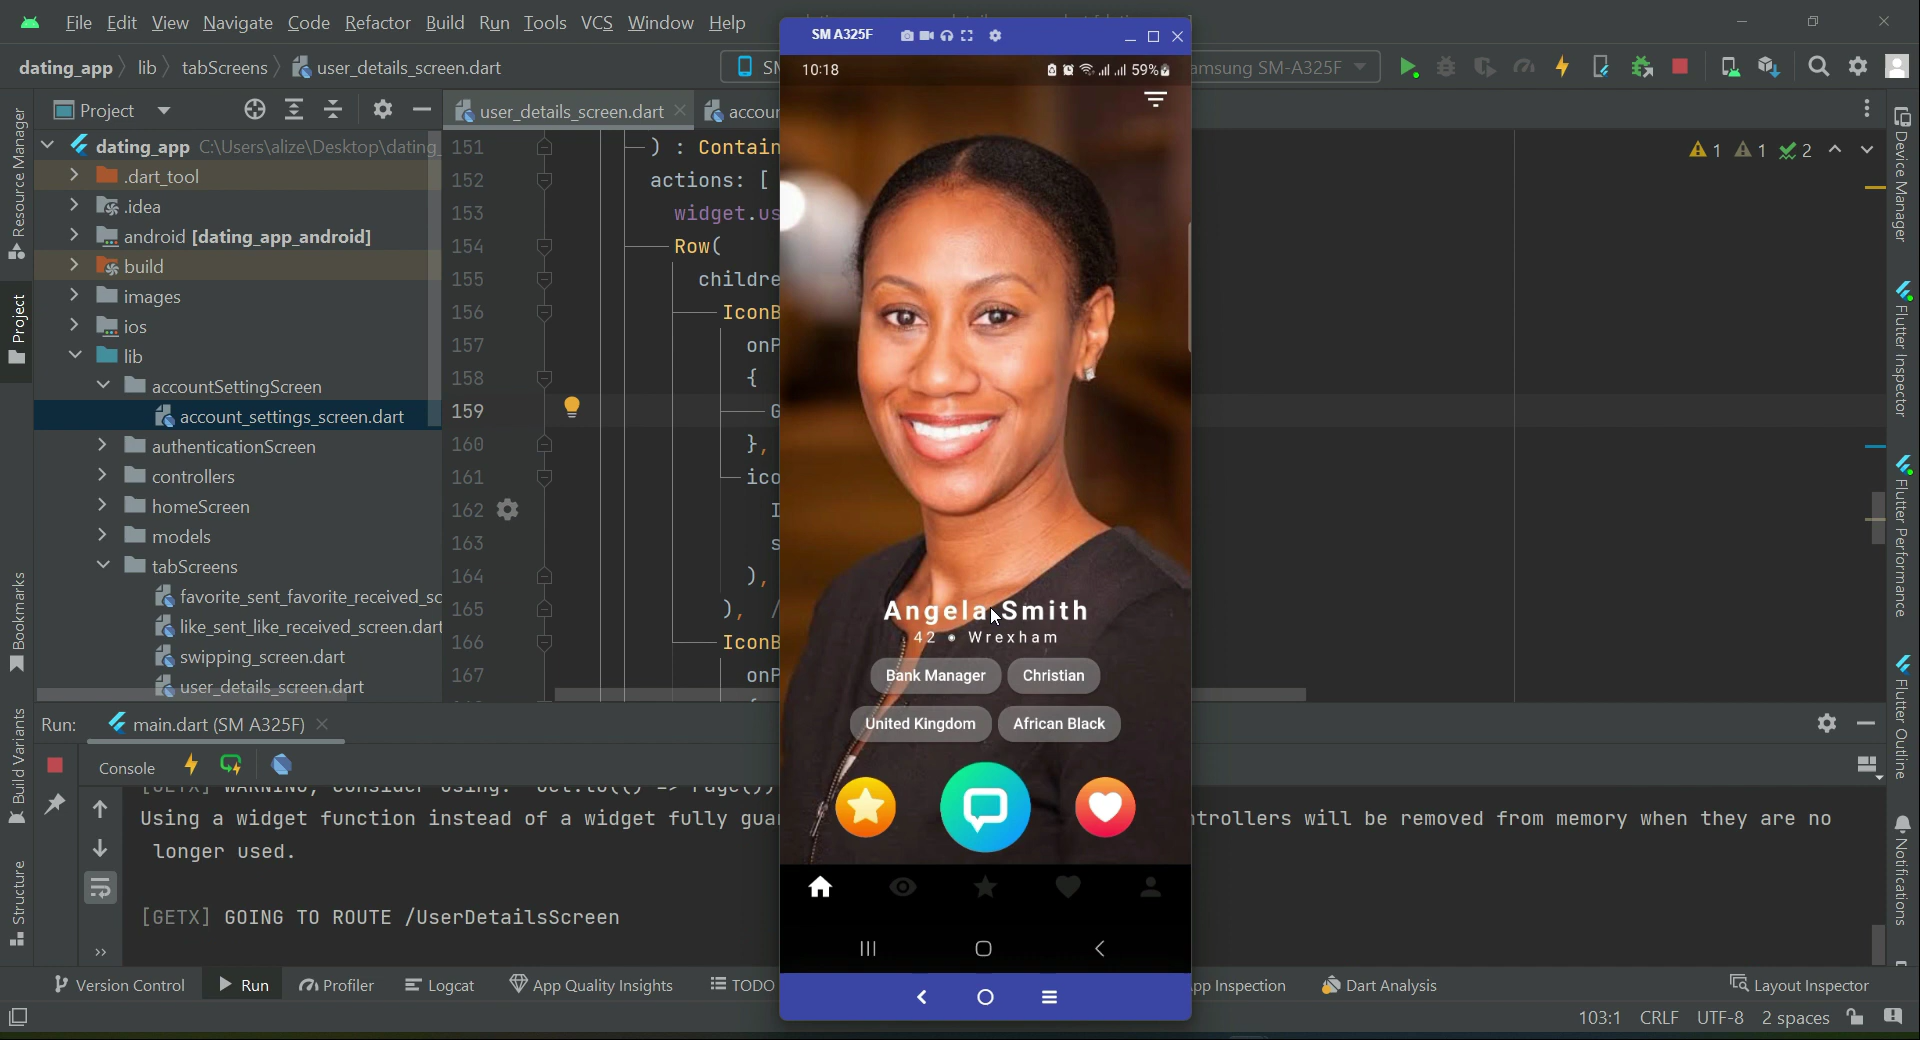 File Edit View Navigate Code Refactor Build Run Tools VCS Window Help
SM A325F
dating_app lib tabScreens user_details_screen.dart
amsung SM-A325F
10:18 59%
Project
user_details_screen.dart
dating_app C:\Users\alize\Desktop\dating_
.dart_tool
.idea
android [dating_app_android]
build
images
ios
lib
accountSettingScreen
account_settings_screen.dart
authenticationScreen
controllers
homeScreen
models
tabScreens
favorite_sent_favorite_received_sc
like_sent_like_received_screen.dart
swipping_screen.dart
user_details_screen.dart
151 ) : Contain
152 actions: [
153 widget.us
154 Row(
155 childre
156 IconB
157 onP
158 {
159 G
160 },
161 ico
162 I
163 s
164 ),
165 ), /
166 IconB
167 onP
1 1 2
Angela Smith
42 • Wrexham
Bank Manager Christian
United Kingdom African Black
Resource Manager
Project
Bookmarks
Build Variants
Structure
Device Manager
Flutter Inspector
Flutter Performance
Flutter Outline
Notifications
Run: main.dart (SM A325F)
Console
Using a widget function instead of a widget fully gua ntrollers will be removed from memory when they are no
longer used.
[GETX] GOING TO ROUTE /UserDetailsScreen
Version Control Run Profiler Logcat App Quality Insights TODO pp Inspection Dart Analysis Layout Inspector
103:1 CRLF UTF-8 2 spaces